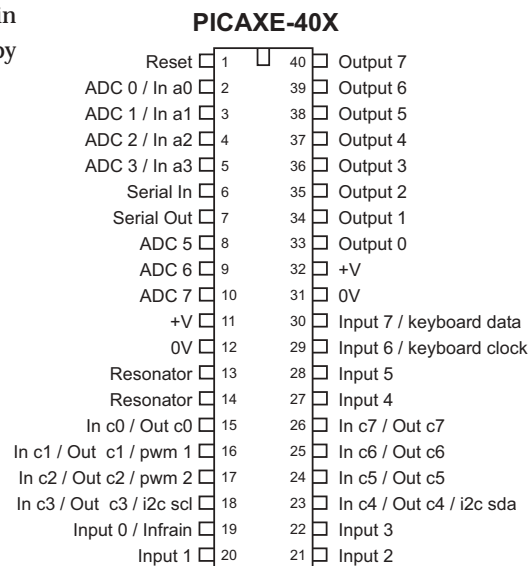 in
by
PICAXE-40X
Reset 1 40 Output 7
ADC 0 / In a0 2 39 Output 6
ADC 1 / In a1 3 38 Output 5
ADC 2 / In a2 4 37 Output 4
ADC 3 / In a3 5 36 Output 3
Serial In 6 35 Output 2
Serial Out 7 34 Output 1
ADC 5 8 33 Output 0
ADC 6 9 32 +V
ADC 7 10 31 0V
+V 11 30 Input 7 / keyboard data
0V 12 29 Input 6 / keyboard clock
Resonator 13 28 Input 5
Resonator 14 27 Input 4
In c0 / Out c0 15 26 In c7 / Out c7
In c1 / Out c1 / pwm 1 16 25 In c6 / Out c6
In c2 / Out c2 / pwm 2 17 24 In c5 / Out c5
In c3 / Out c3 / i2c scl 18 23 In c4 / Out c4 / i2c sda
Input 0 / Infrain 19 22 Input 3
Input 1 20 21 Input 2